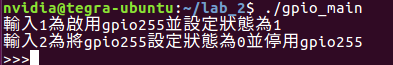 nvidia@tegra-ubuntu:~/lab_2$ ./gpio_main
輸入1為啟用gpio255並設定狀態為1
輸入2為將gpio255設定狀態為0並停用gpio255
>>>